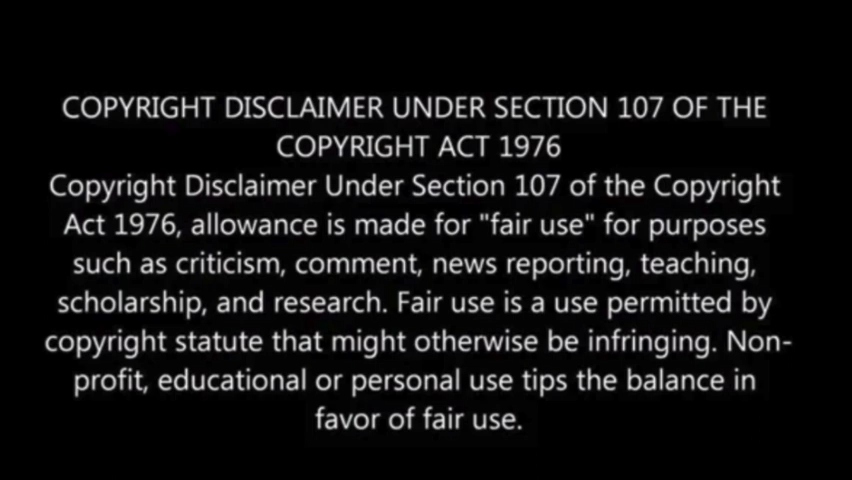 COPYRIGHT DISCLAIMER UNDER SECTION 107 OF THE
COPYRIGHT ACT 1976
Copyright Disclaimer Under Section 107 of the Copyright
Act 1976, allowance is made for "fair use" for purposes
such as criticism, comment, news reporting, teaching,
scholarship, and research. Fair use is a use permitted by
copyright statute that might otherwise be infringing. Non-
profit, educational or personal use tips the balance in
favor of fair use.